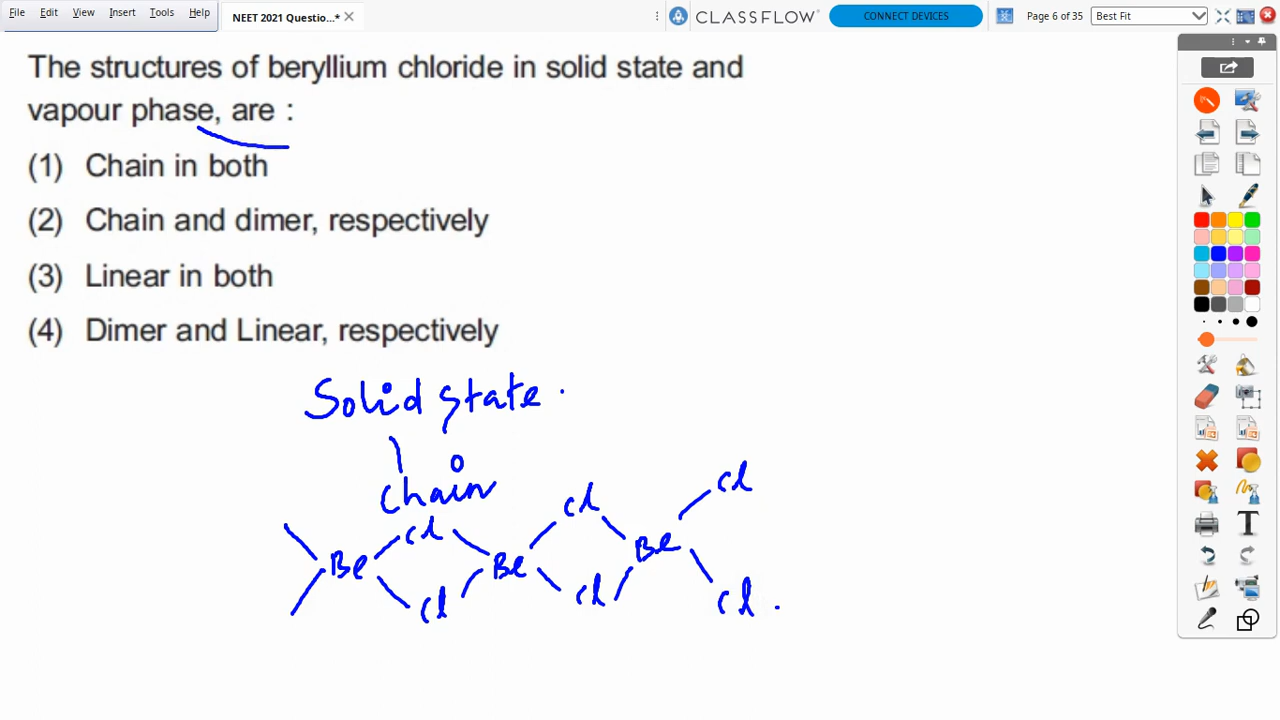 File Edit View Insert Tools Help NEET 2021 Questio...* CLASSFLOW CONNECT DEVICES Page 6 of 35 Best Fit
The structures of beryllium chloride in solid state and
vapour phase, are :
(1) Chain in both
(2) Chain and dimer, respectively
(3) Linear in both
(4) Dimer and Linear, respectively
Solid state.
Chain
Cl Cl Cl
Be Be Be
Cl Cl Cl.
T